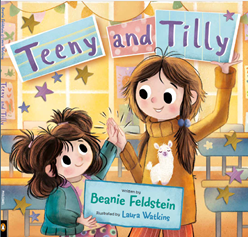 Teeny and Tilly
written by
Beanie Feldstein
illustrated by
Laura Watkins